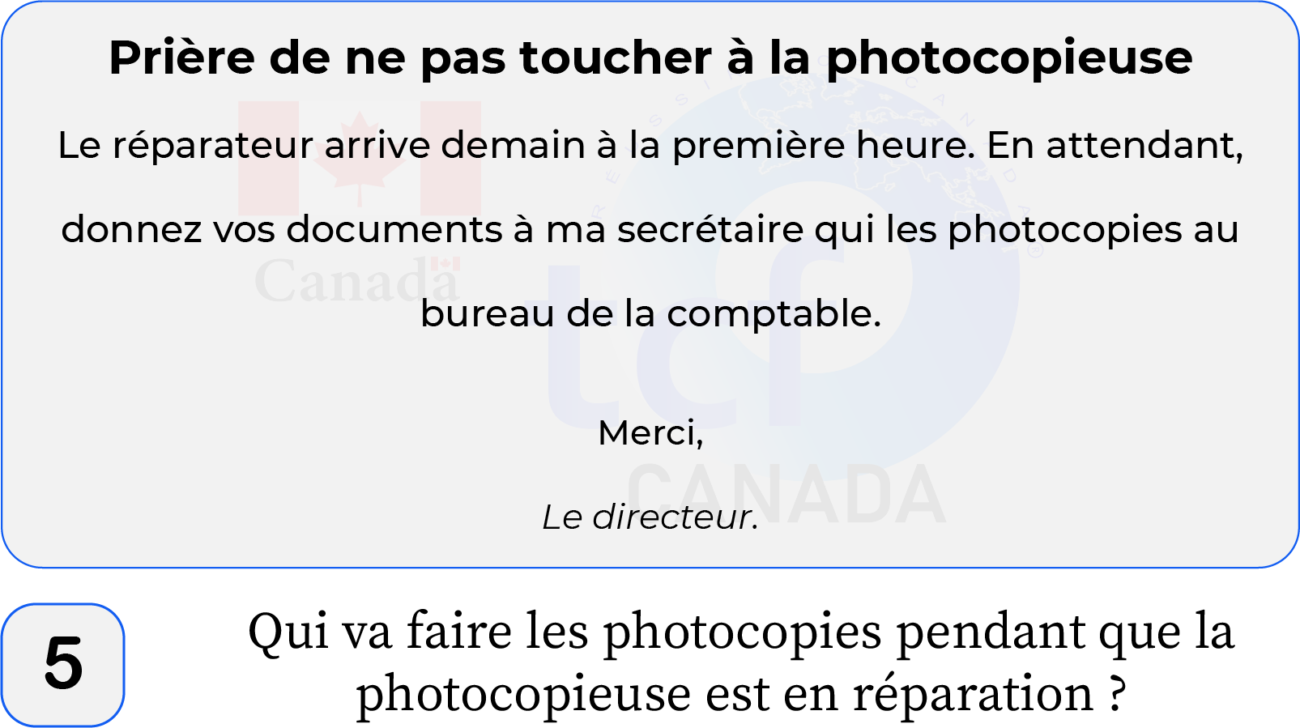 Prière de ne pas toucher à la photocopieuse
Le réparateur arrive demain à la première heure. En attendant,
donnez vos documents à ma secrétaire qui les photocopies au
bureau de la comptable.
Canada
tcf
CANADA
Merci,
Le directeur.
5
Qui va faire les photocopies pendant que la
photocopieuse est en réparation ?